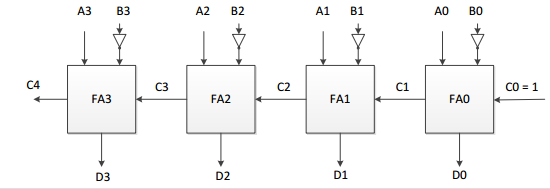 A3 B3 A2 B2 A1 B1 A0 B0
C4 FA3 C3 FA2 C2 FA1 C1 FA0 C0 = 1
D3 D2 D1 D0